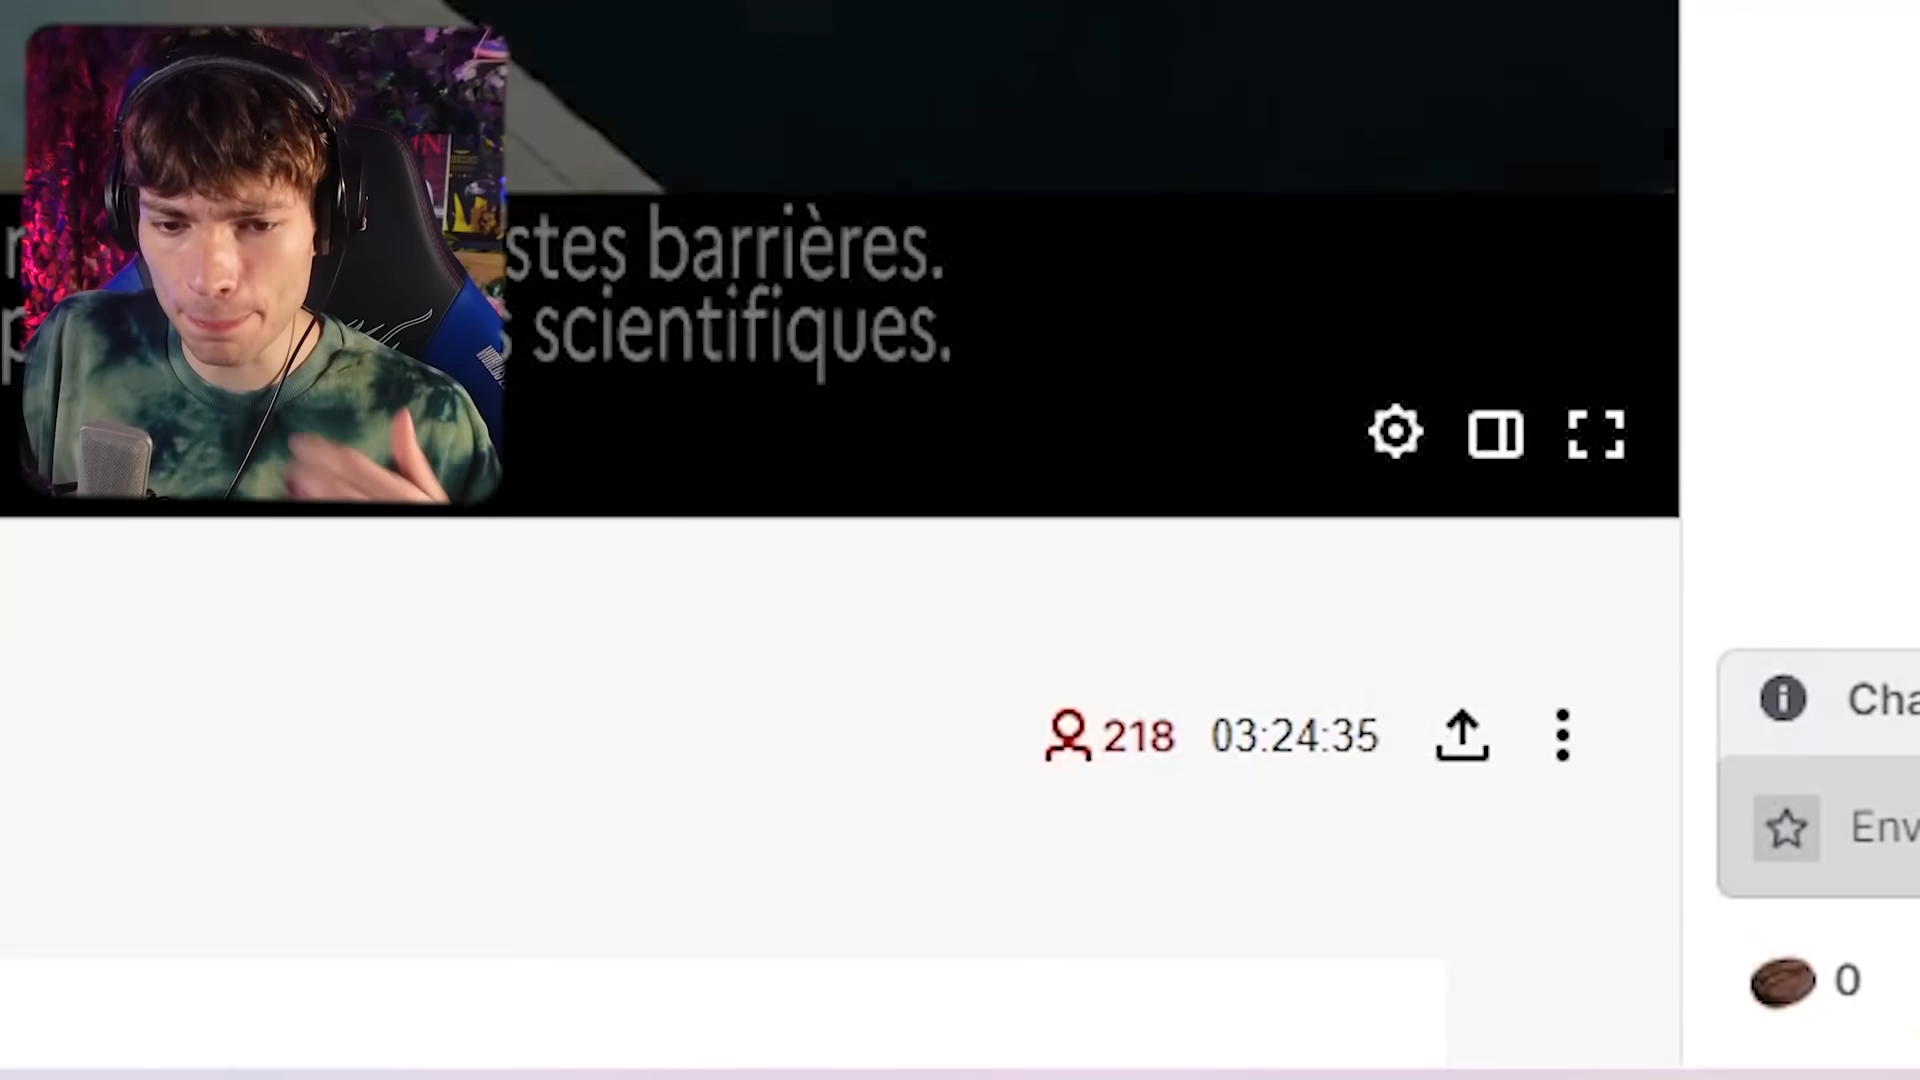 stes barrières.
scientifiques.
218 03:24:35
Cha
Env
0